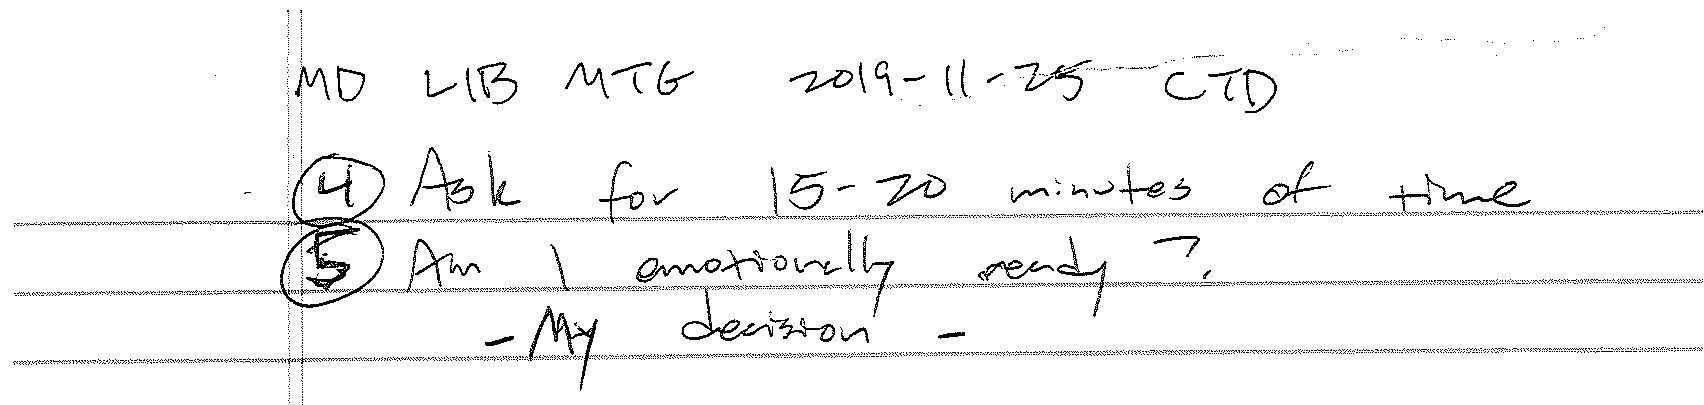 MD LIB MTG 2019-11-25 CTD
4 Ask for 15-20 minutes of time
5 Am I emotionally ready?
- My decision -